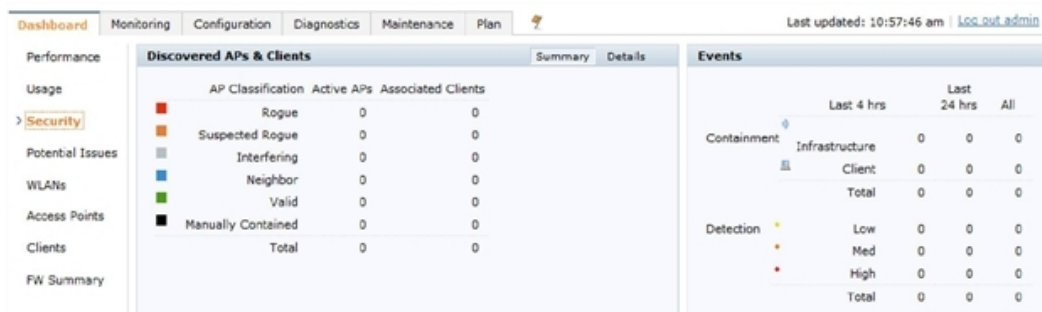 Dashboard Monitoring Configuration Diagnostics Maintenance Plan Last updated: 10:57:46 am | Log out admin
Performance
Usage
> Security
Potential Issues
WLANs
Access Points
Clients
FW Summary
Discovered APs & Clients Summary Details
AP Classification Active APs Associated Clients
Rogue 0 0
Suspected Rogue 0 0
Interfering 0 0
Neighbor 0 0
Valid 0 0
Manually Contained 0 0
Total 0 0
Events
Last 4 hrs Last 24 hrs All
Containment
Infrastructure 0 0 0
Client 0 0 0
Total 0 0 0
Detection Low 0 0 0
Med 0 0 0
High 0 0 0
Total 0 0 0